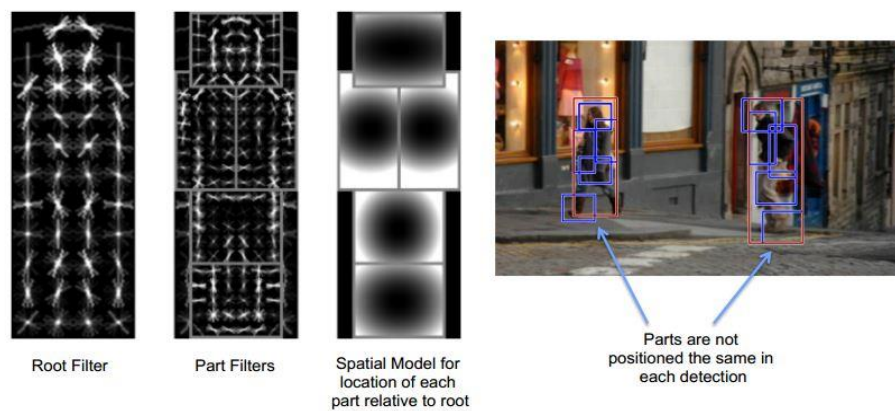 Root Filter
Part Filters
Spatial Model for
location of each
part relative to root
Parts are not
positioned the same in
each detection